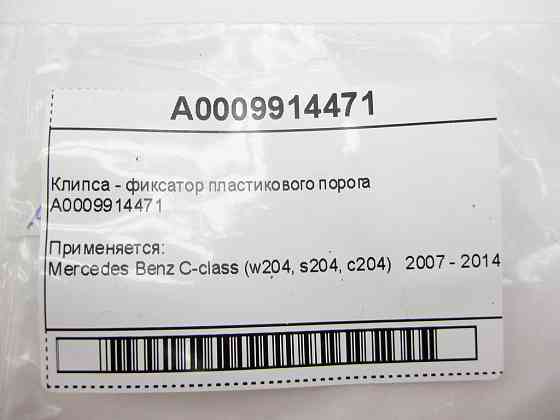 A0009914471
Клипса - фиксатор пластикового порога
A0009914471
Применяется:
Mercedes Benz C-class (w204, s204, c204) 2007 - 2014